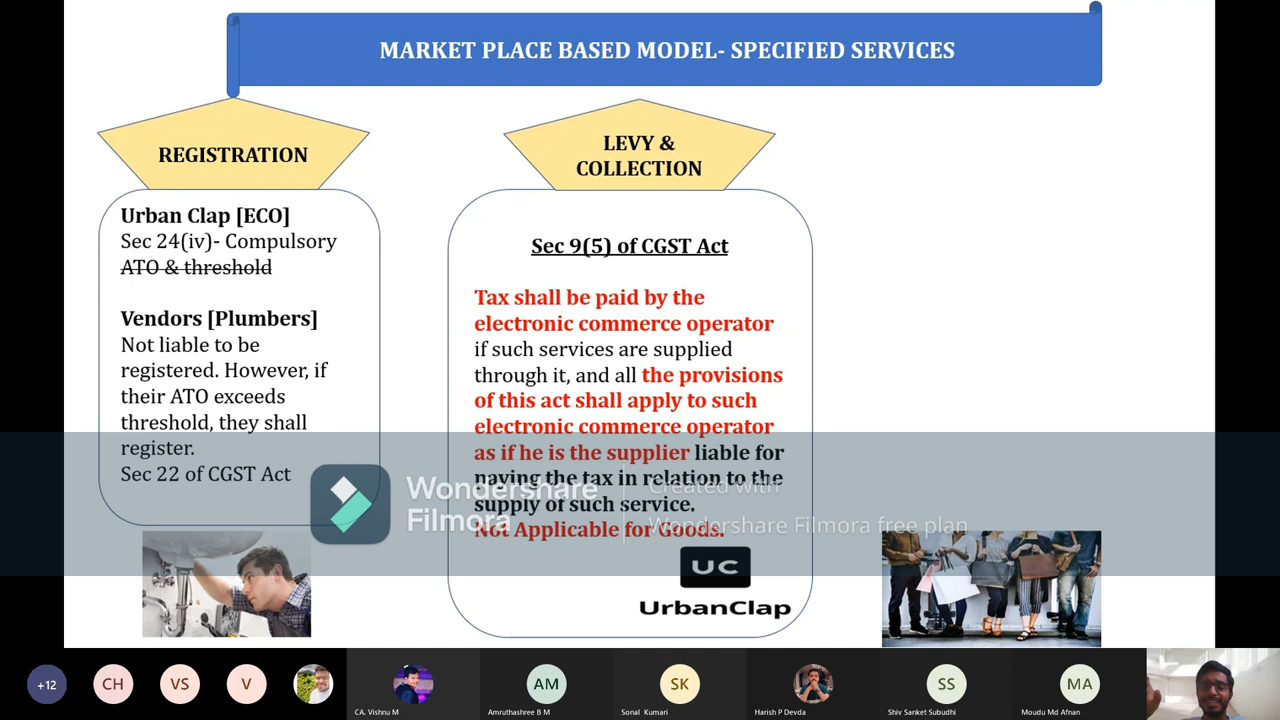 MARKET PLACE BASED MODEL- SPECIFIED SERVICES
REGISTRATION
Urban Clap [ECO]
Sec 24(iv)- Compulsory
ATO & threshold
Vendors [Plumbers]
Not liable to be
registered. However, if
their ATO exceeds
threshold, they shall
register.
Sec 22 of CGST Act
LEVY &
COLLECTION
Sec 9(5) of CGST Act
Tax shall be paid by the
electronic commerce operator
if such services are supplied
through it, and all the provisions
of this act shall apply to such
electronic commerce operator
as if he is the supplier liable for
paying the tax in relation to the
supply of such service.
Not Applicable for Goods.
UC
UrbanClap
Wondershare
Filmora
Created with
Wondershare Filmora free plan
+12
CH
VS
V
CA. Vishnu M
AM
Amruthashree B M
SK
Sonal Kumari
Harish P Devda
SS
Shiv Sanket Subudhi
MA
Moudu Md Afnan